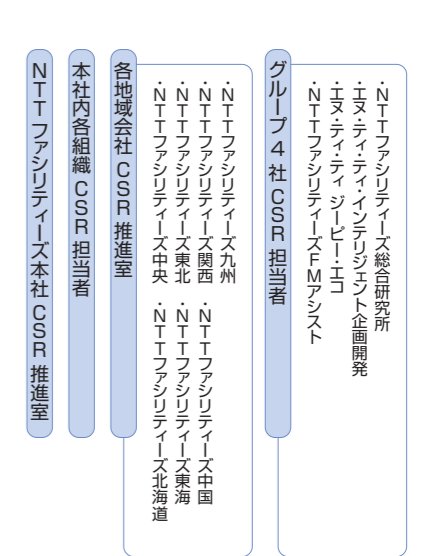 ・NTTファシリティーズ総合研究所
・エヌ・ティ・ティ・インテリジェント企画開発
・エヌ・ティ・ティ ジーピー・エコ
・NTTファシリティーズFMアシスト
グループ4社 CSR 担当者
・NTTファシリティーズ九州
・NTTファシリティーズ関西 ・NTTファシリティーズ中国
・NTTファシリティーズ東北 ・NTTファシリティーズ東海
・NTTファシリティーズ中央 ・NTTファシリティーズ北海道
各地域会社 CSR 推進室
本社内各組織 CSR 担当者
NTTファシリティーズ本社 CSR 推進室